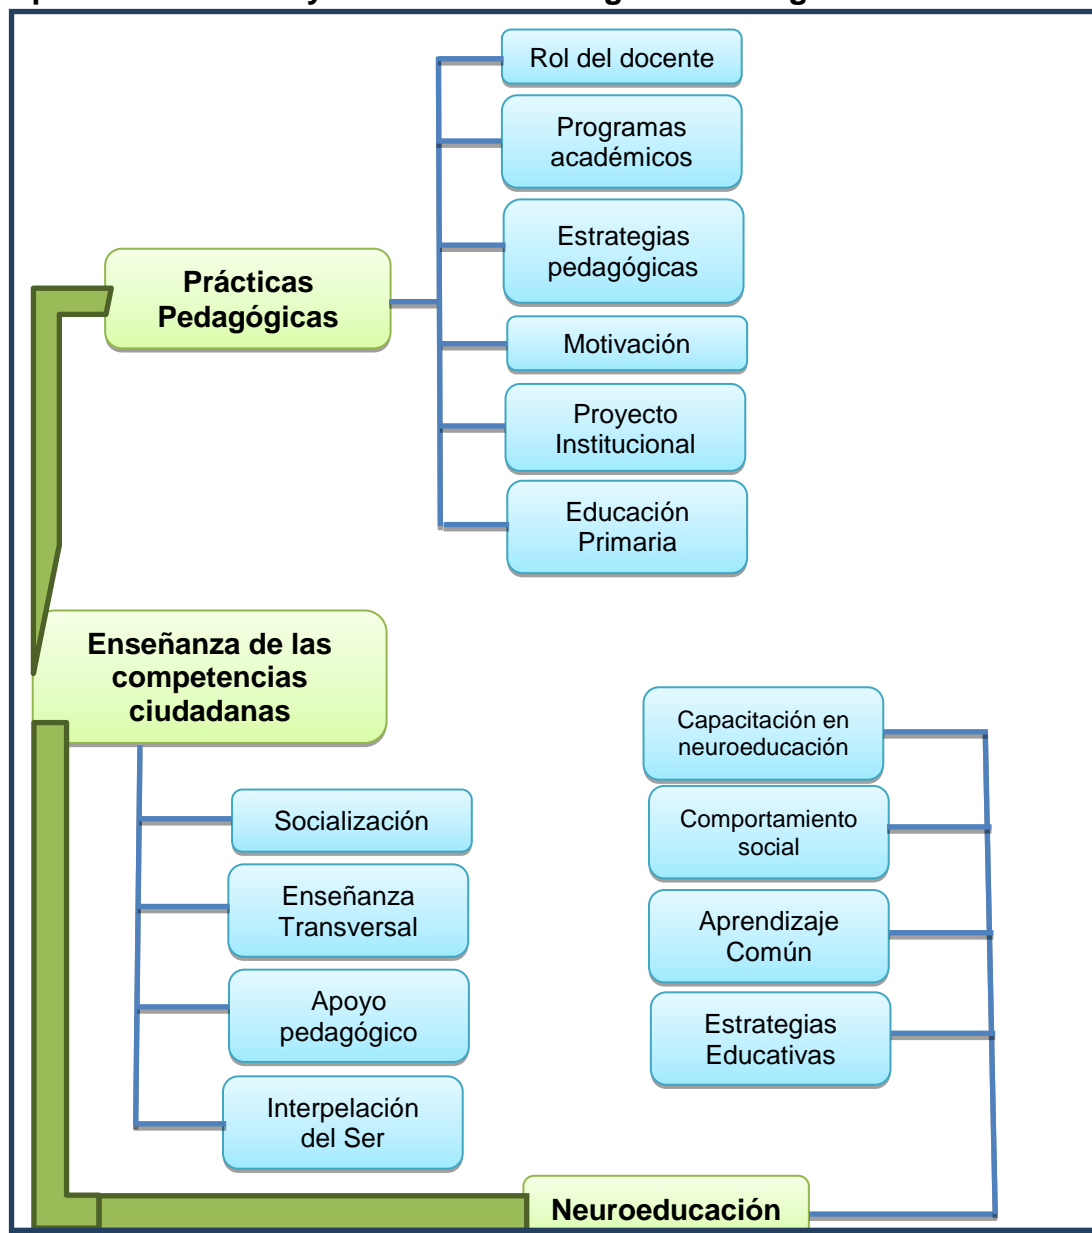 Rol del docente
Programas
académicos
Estrategias
pedagógicas
Prácticas
Pedagógicas
Motivación
Proyecto
Institucional
Educación
Primaria
Enseñanza de las
competencias
ciudadanas
Capacitación en
neuroeducación
Comportamiento
social
Socialización
Enseñanza
Transversal
Aprendizaje
Común
Apoyo
pedagógico
Estrategias
Educativas
Interpelación
del Ser
Neuroeducación